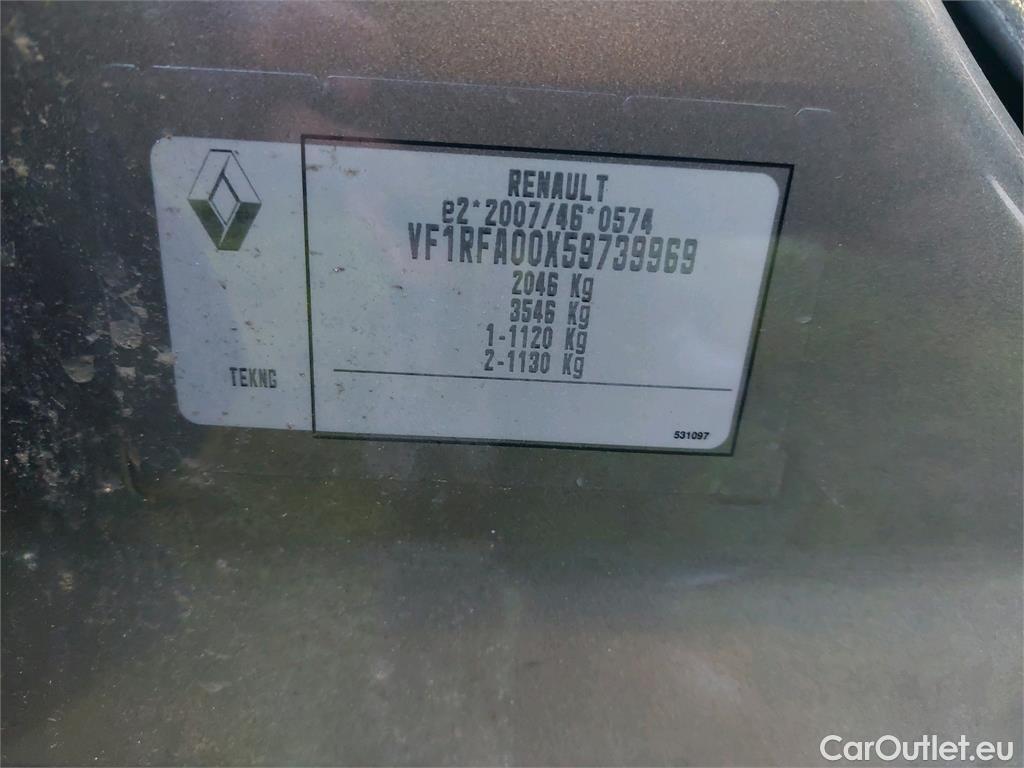 RENAULT
e2*2007/46*0574
VF1RFA00X59739969
2046 Kg
3546 Kg
1-1120 Kg
2-1130 Kg
TEKNG
531097
CarOutlet.eu